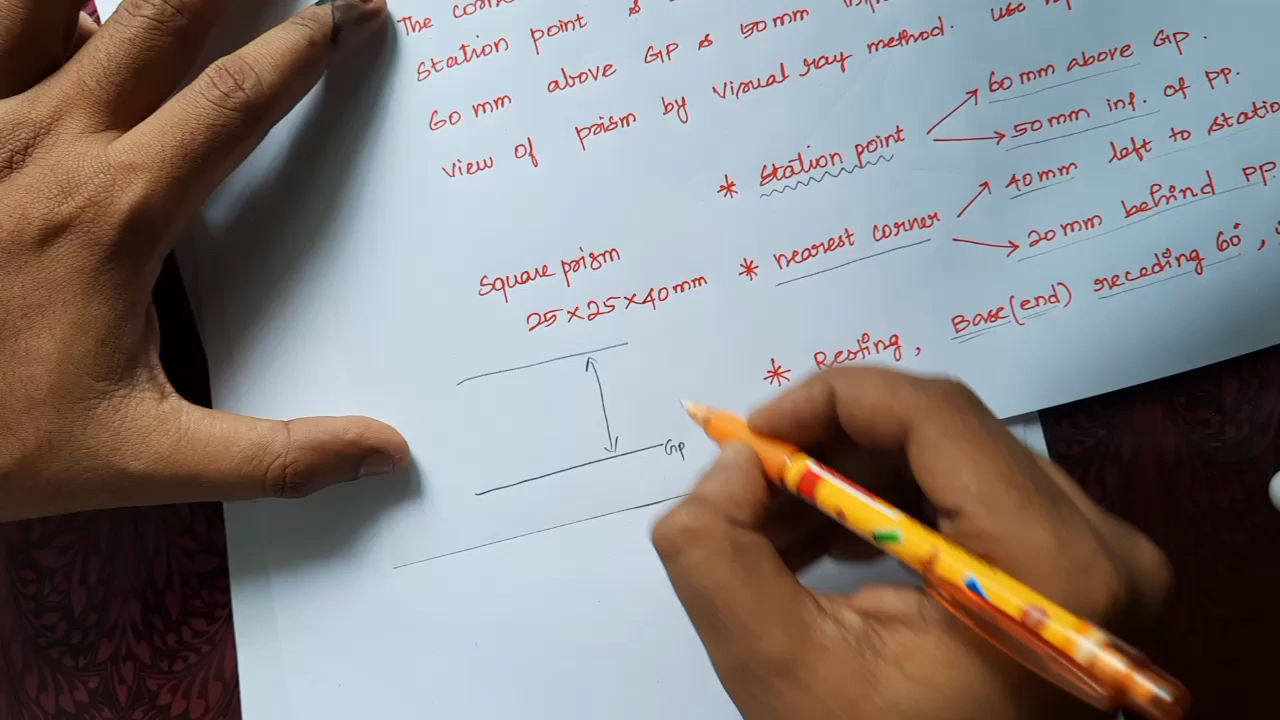 The
station point &
60 mm above GP & 50mm
view of prism by Visual ray method. Use
* Station point
60 mm above GP.
50mm inf. of PP.
* nearest corner
40mm left to
20mm behind PP.
Square prism
25×25×40mm
* Resting, Base(end) receding 60°,
GP